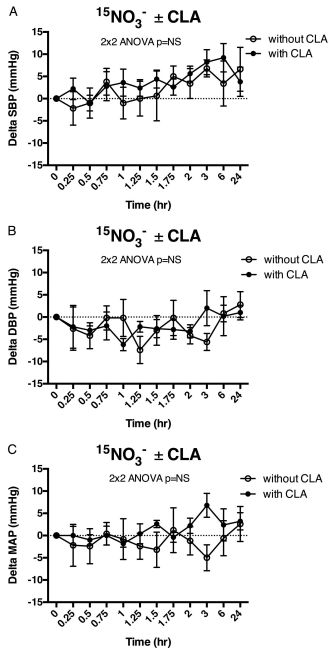 A
¹⁵NO₃⁻ ± CLA
2x2 ANOVA p=NS
without CLA
with CLA
Delta SBP (mmHg)
15
10
5
0
-5
-10
-15
0 0.25 0.5 0.75 1 1.25 1.5 1.75 2 3 6 24
Time (hr)
B
¹⁵NO₃⁻ ± CLA
2x2 ANOVA p=NS
without CLA
with CLA
Delta DBP (mmHg)
15
10
5
0
-5
-10
-15
0 0.25 0.5 0.75 1 1.25 1.5 1.75 2 3 6 24
Time (hr)
C
¹⁵NO₃⁻ ± CLA
2x2 ANOVA p=NS
without CLA
with CLA
Delta MAP (mmHg)
15
10
5
0
-5
-10
-15
0 0.25 0.5 0.75 1 1.25 1.5 1.75 2 3 6 24
Time (hr)